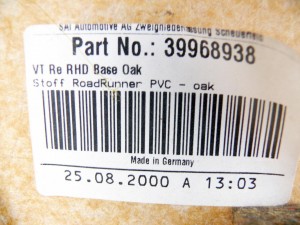 SAI Automotive AG Zweigniederlassung Scheuerfeld
Part No.: 39968938
VT Re RHD Base Oak
Stoff RoadRunner PVC - oak
Made in Germany
25.08.2000 A 13:03